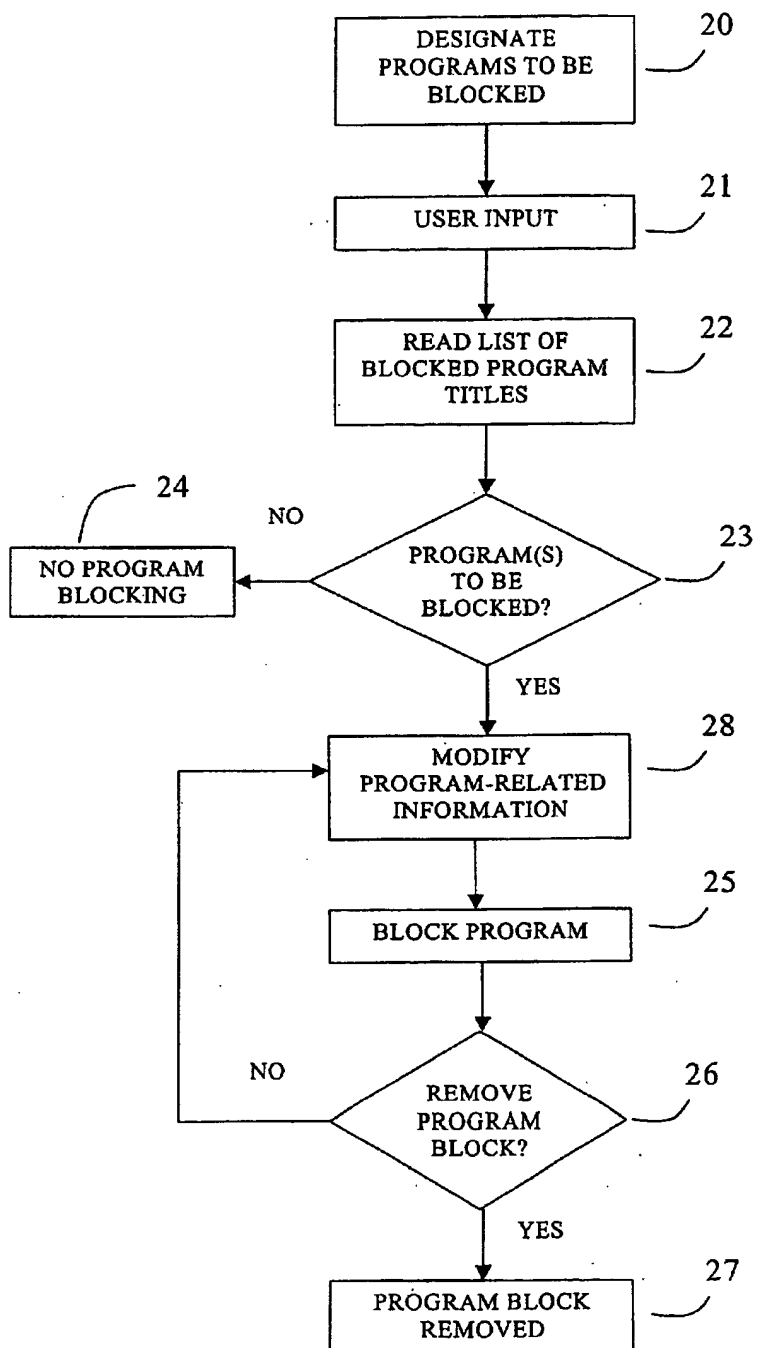 DESIGNATE
PROGRAMS TO BE
BLOCKED
20
USER INPUT
21
READ LIST OF
BLOCKED PROGRAM
TITLES
22
24
NO
NO PROGRAM
BLOCKING
PROGRAM(S)
TO BE
BLOCKED?
23
YES
MODIFY
PROGRAM-RELATED
INFORMATION
28
BLOCK PROGRAM
25
NO
REMOVE
PROGRAM
BLOCK?
26
YES
PROGRAM BLOCK
REMOVED
27